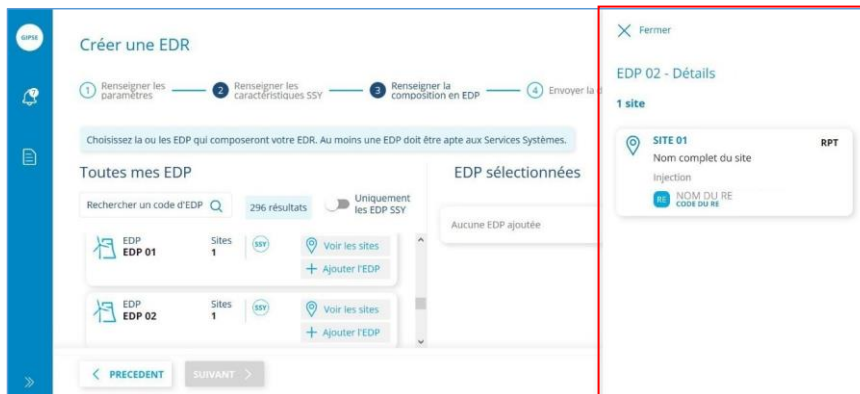 GIPSE
Créer une EDR
1 Renseigner les paramètres
2 Renseigner les caractéristiques SSY
3 Renseigner la composition en EDP
4 Envoyer la d
Choisissez la ou les EDP qui composeront votre EDR. Au moins une EDP doit être apte aux Services Systèmes.
Toutes mes EDP
Rechercher un code d'EDP
296 résultats
Uniquement les EDP SSY
EDP
EDP 01
Sites
1
SSY
Voir les sites
+ Ajouter l'EDP
EDP
EDP 02
Sites
1
SSY
Voir les sites
+ Ajouter l'EDP
EDP sélectionnées
Aucune EDP ajoutée
PRECEDENT
SUIVANT
Fermer
EDP 02 - Détails
1 site
SITE 01
RPT
Nom complet du site
Injection
RE
NOM DU RE
CODE DU RE